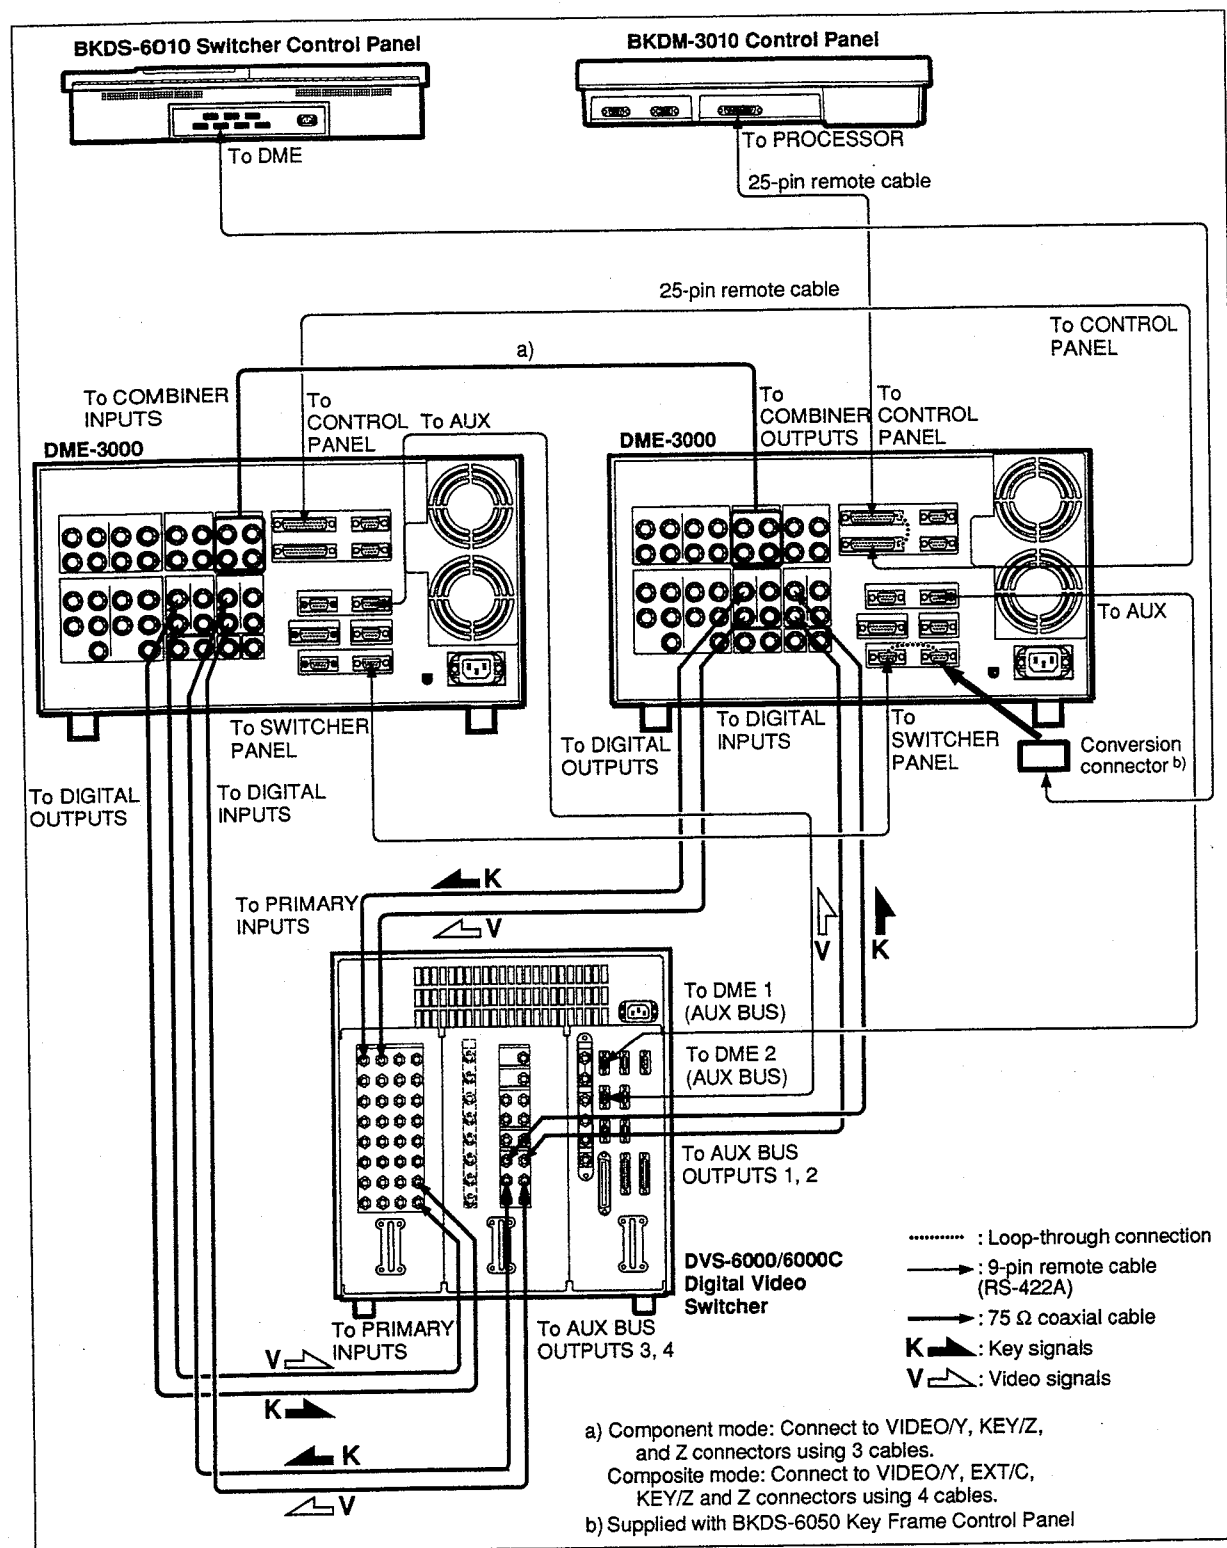 BKDS-6010 Switcher Control Panel
BKDM-3010 Control Panel
To DME
To PROCESSOR
25-pin remote cable
25-pin remote cable
To CONTROL
PANEL
a)
To COMBINER
INPUTS
To
CONTROL
PANEL
To AUX
To
COMBINER
OUTPUTS
To
CONTROL
PANEL
DME-3000
DME-3000
To AUX
To SWITCHER
PANEL
To DIGITAL
OUTPUTS
To DIGITAL
INPUTS
To
SWITCHER
PANEL
Conversion
connector b)
To DIGITAL
OUTPUTS
To DIGITAL
INPUTS
K
To PRIMARY
INPUTS
V
V
K
To DME 1
(AUX BUS)
To DME 2
(AUX BUS)
To AUX BUS
OUTPUTS 1, 2
DVS-6000/6000C
Digital Video
Switcher
To PRIMARY
INPUTS
To AUX BUS
OUTPUTS 3, 4
V
K
K
V
: Loop-through connection
: 9-pin remote cable
(RS-422A)
: 75 Ω coaxial cable
K : Key signals
V : Video signals
a) Component mode: Connect to VIDEO/Y, KEY/Z,
and Z connectors using 3 cables.
Composite mode: Connect to VIDEO/Y, EXT/C,
KEY/Z and Z connectors using 4 cables.
b) Supplied with BKDS-6050 Key Frame Control Panel